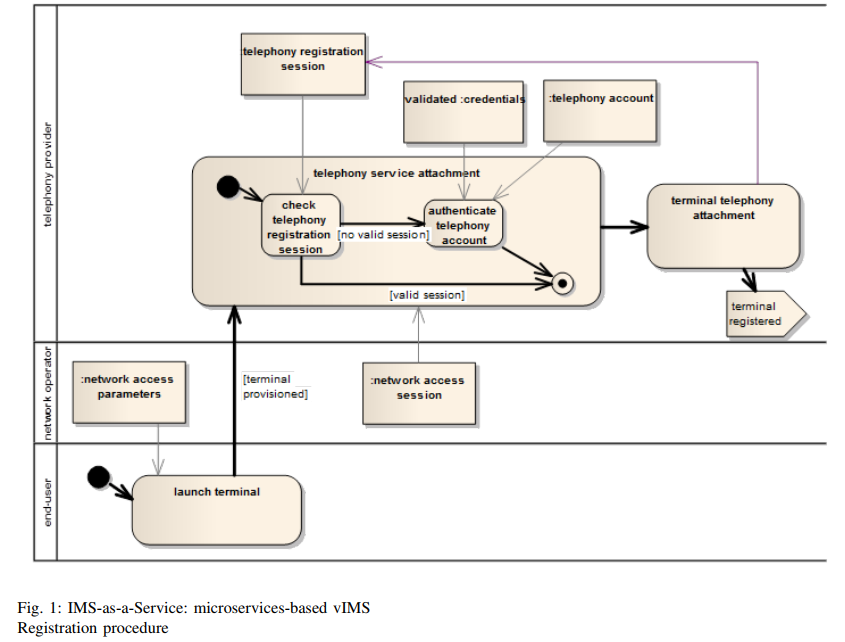 telephony provider
:telephony registration
session
validated :credentials
:telephony account
telephony service attachment
check
telephony
registration
session
[no valid session]
authenticate
telephony
account
[valid session]
terminal telephony
attachment
terminal
registered
network operator
:network access
parameters
[terminal
provisioned]
:network access
session
end-user
launch terminal
Fig. 1: IMS-as-a-Service: microservices-based vIMS
Registration procedure